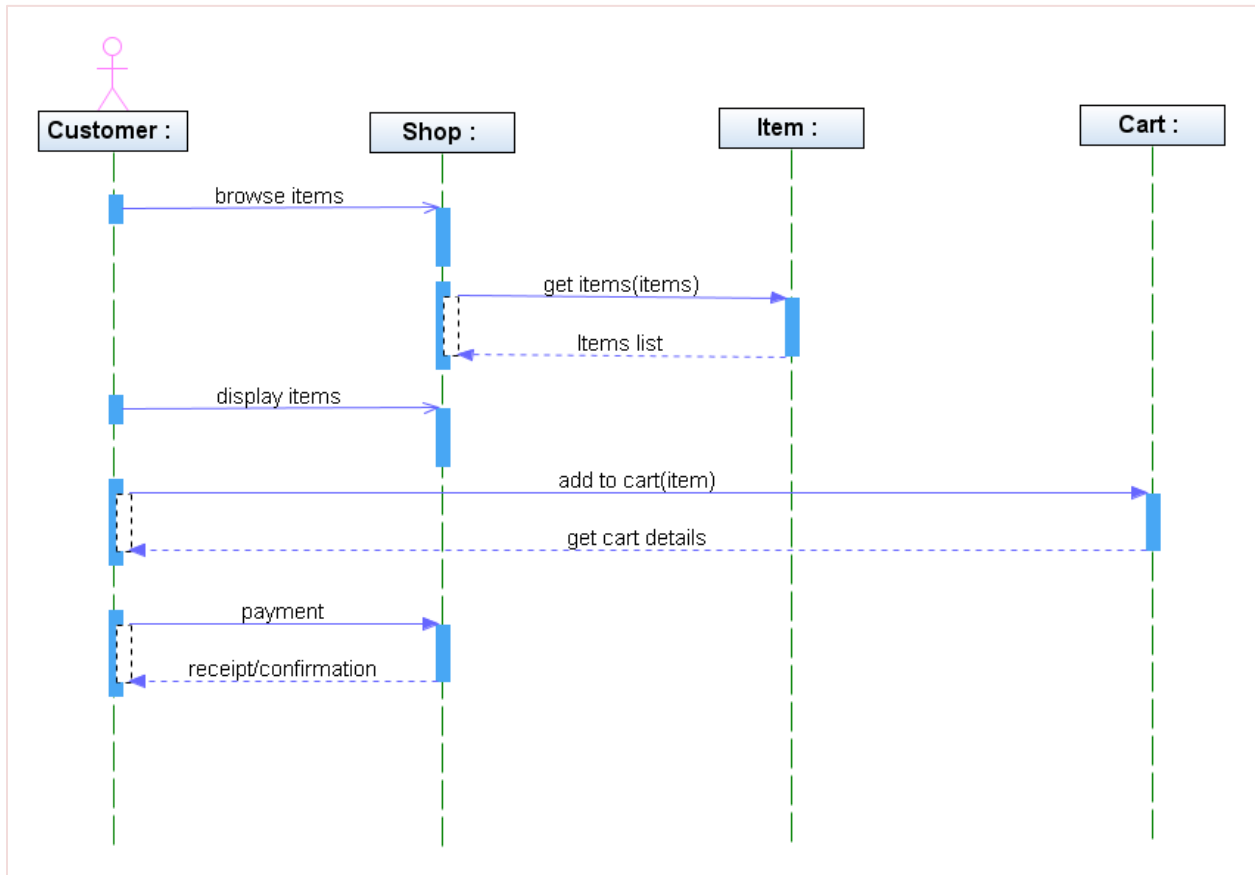 Customer :
Shop :
Item :
Cart :
browse items
get items(items)
Items list
display items
add to cart(item)
get cart details
payment
receipt/confirmation